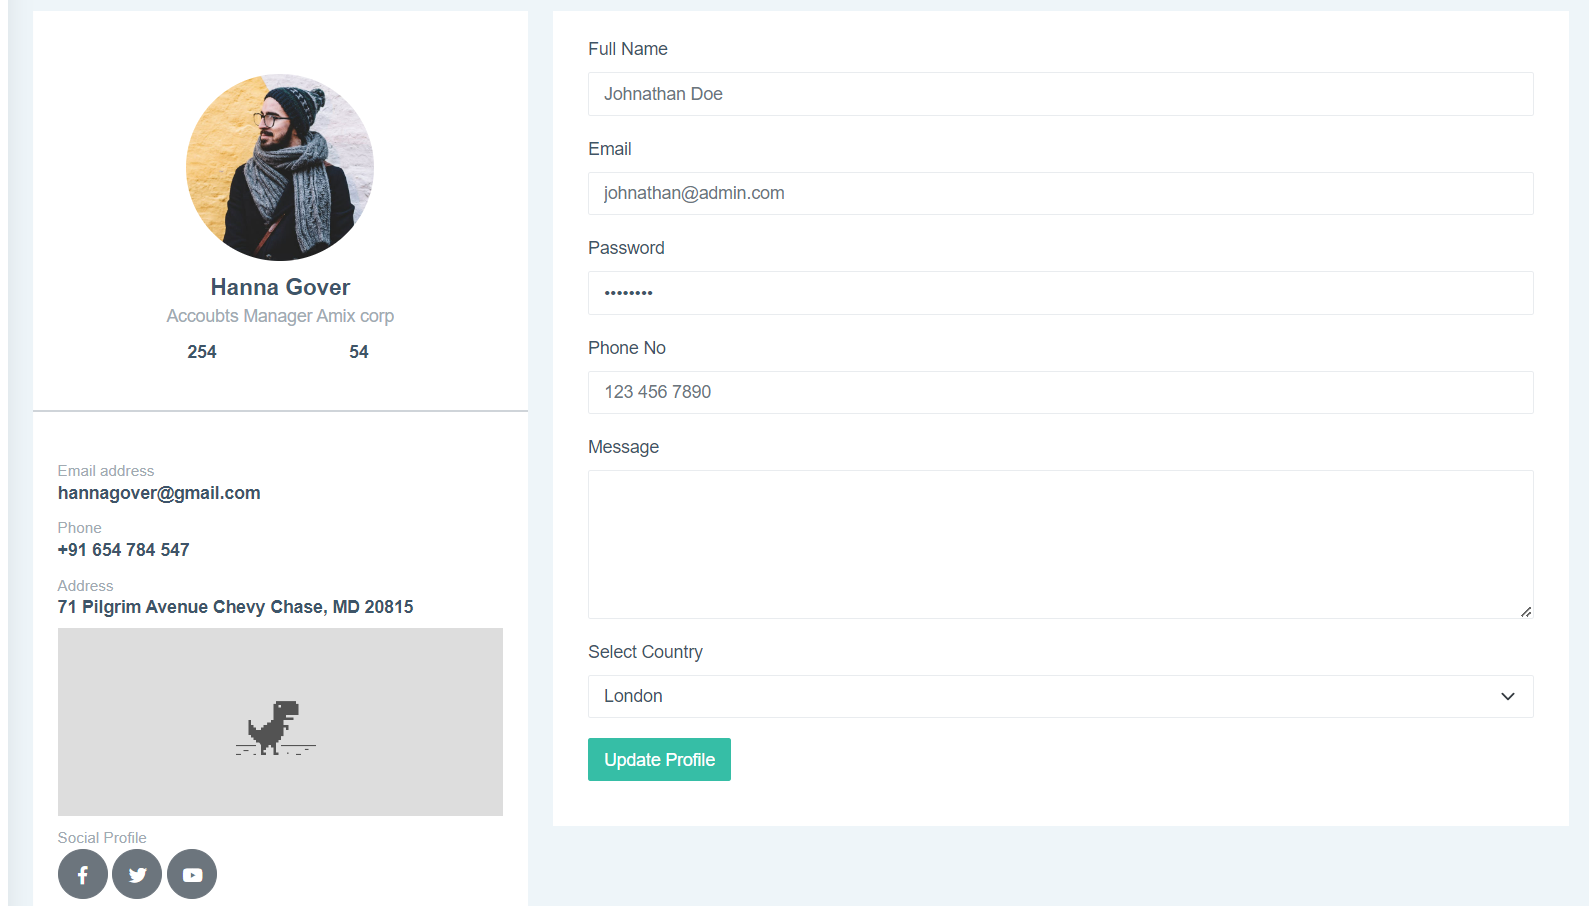 Hanna Gover
Accoubts Manager Amix corp
254 54
Email address
hannagover@gmail.com
Phone
+91 654 784 547
Address
71 Pilgrim Avenue Chevy Chase, MD 20815
Social Profile
Full Name
Johnathan Doe
Email
johnathan@admin.com
Password
••••••••
Phone No
123 456 7890
Message
Select Country
London
Update Profile